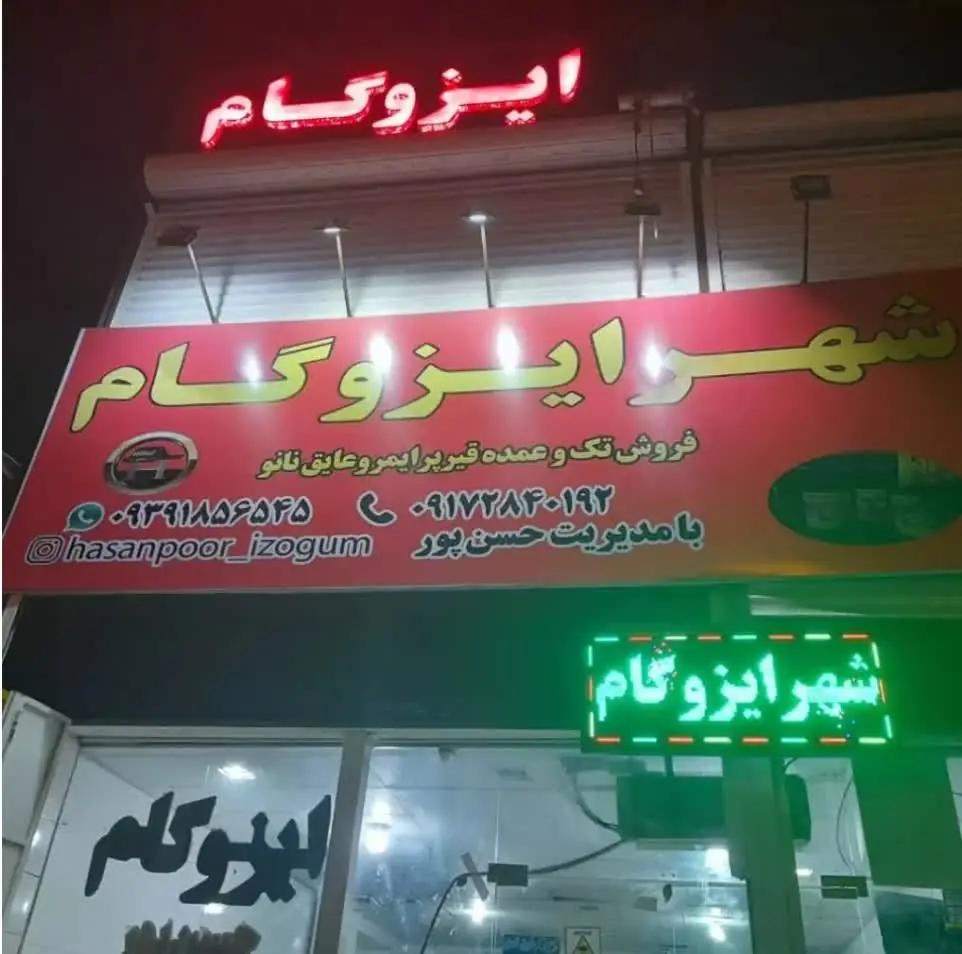 ایزوگام
شهر ایزوگام
فروش تک و عمده قیر پرایمر و عایق نانو
۰۹۱۷۲۸۴۰۱۹۲
۰۹۳۹۱۸۵۶۵۴۵
با مدیریت حسن پور
hasanpoor_izogum
شهر ایزوگام
ایزوگام